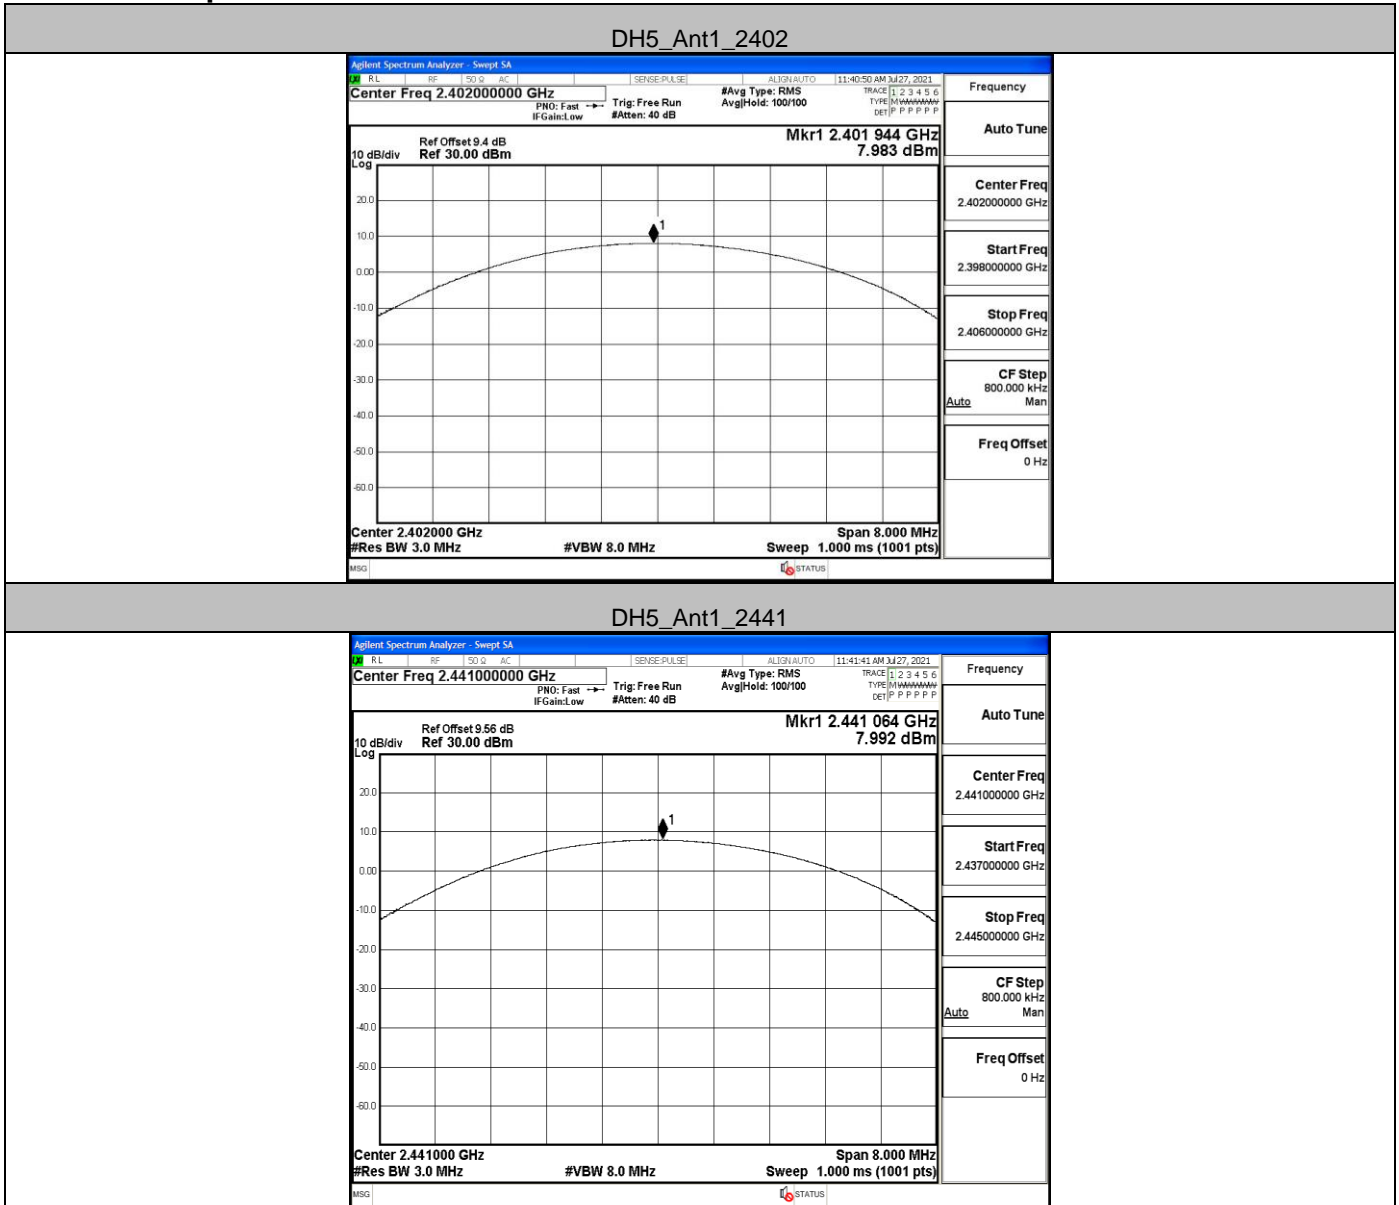 DH5_Ant1_2402
Agilent Spectrum Analyzer - Swept SA
RL RF 50 Ω AC SENSE:PULSE ALIGN AUTO 11:40:50 AM Jul 27, 2021
Center Freq 2.402000000 GHz
PNO: Fast
IFGain:Low
Trig: Free Run
#Atten: 40 dB
#Avg Type: RMS
Avg|Hold: 100/100
TRACE 1 2 3 4 5 6
TYPE M
DET P P P P P P
Ref Offset 9.4 dB
10 dB/div Ref 30.00 dBm
Log
Mkr1 2.401 944 GHz
7.983 dBm
20.0
10.0
0.00
-10.0
-20.0
-30.0
-40.0
-50.0
-60.0
1
Center 2.402000 GHz Span 8.000 MHz
#Res BW 3.0 MHz #VBW 8.0 MHz Sweep 1.000 ms (1001 pts)
MSG STATUS
Frequency
Auto Tune
Center Freq
2.402000000 GHz
Start Freq
2.398000000 GHz
Stop Freq
2.406000000 GHz
CF Step
800.000 kHz
Auto Man
Freq Offset
0 Hz
DH5_Ant1_2441
Agilent Spectrum Analyzer - Swept SA
RL RF 50 Ω AC SENSE:PULSE ALIGN AUTO 11:41:41 AM Jul 27, 2021
Center Freq 2.441000000 GHz
PNO: Fast
IFGain:Low
Trig: Free Run
#Atten: 40 dB
#Avg Type: RMS
Avg|Hold: 100/100
TRACE 1 2 3 4 5 6
TYPE M
DET P P P P P P
Ref Offset 9.56 dB
10 dB/div Ref 30.00 dBm
Log
Mkr1 2.441 064 GHz
7.992 dBm
20.0
10.0
0.00
-10.0
-20.0
-30.0
-40.0
-50.0
-60.0
1
Center 2.441000 GHz Span 8.000 MHz
#Res BW 3.0 MHz #VBW 8.0 MHz Sweep 1.000 ms (1001 pts)
MSG STATUS
Frequency
Auto Tune
Center Freq
2.441000000 GHz
Start Freq
2.437000000 GHz
Stop Freq
2.445000000 GHz
CF Step
800.000 kHz
Auto Man
Freq Offset
0 Hz